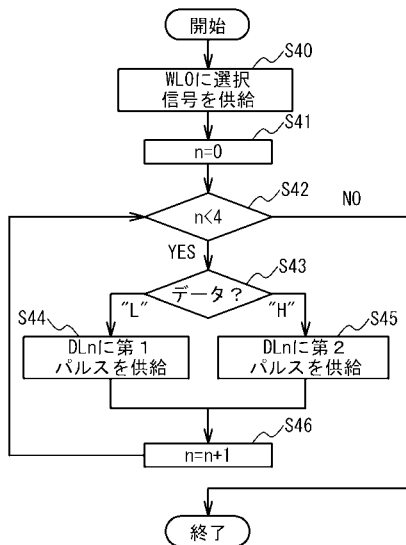 開始
S40
WL0に選択
信号を供給
S41
n=0
S42
n<4
NO
YES
S43
データ？
"L"
"H"
S44
S45
DLnに第１
パルスを供給
DLnに第２
パルスを供給
S46
n=n+1
終了